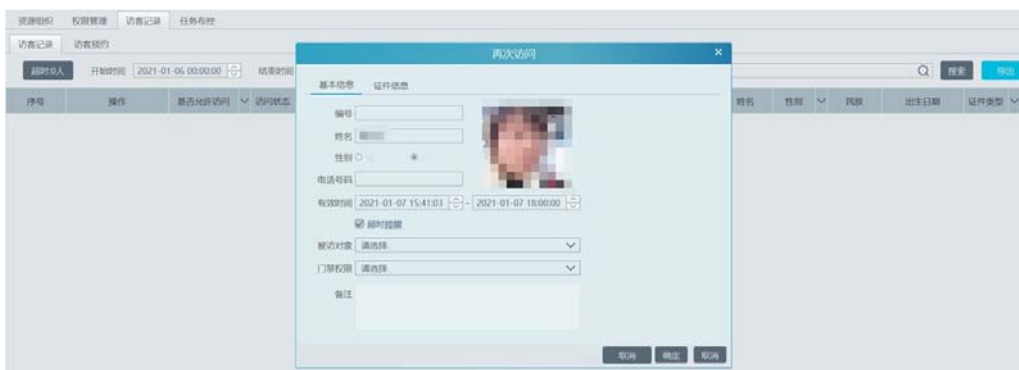 资源组织 权限管理 访客记录 任务布控
访客记录 访客预约
超时:0人 开始时间 2021-01-06 00:00:00 结束时间 搜索 导出
序号 操作 是否允许访问 访问状态 姓名 性别 民族 出生日期 证件类型
再次访问 ×
基本信息 证件信息
编号
姓名
性别
电话号码
有效时间 2021-01-07 15:41:03 - 2021-01-07 18:00:00
超时提醒
被访对象 请选择
门禁权限 请选择
备注
取消 确定 取消